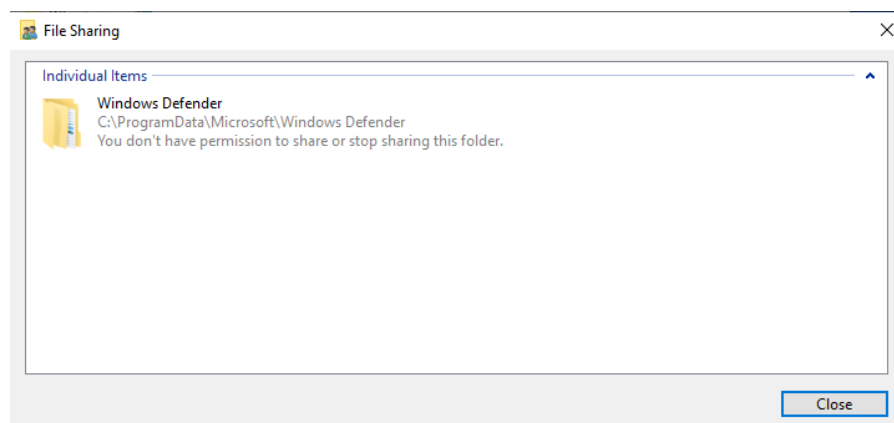 File Sharing
Individual Items
Windows Defender
C:\ProgramData\Microsoft\Windows Defender
You don't have permission to share or stop sharing this folder.
Close